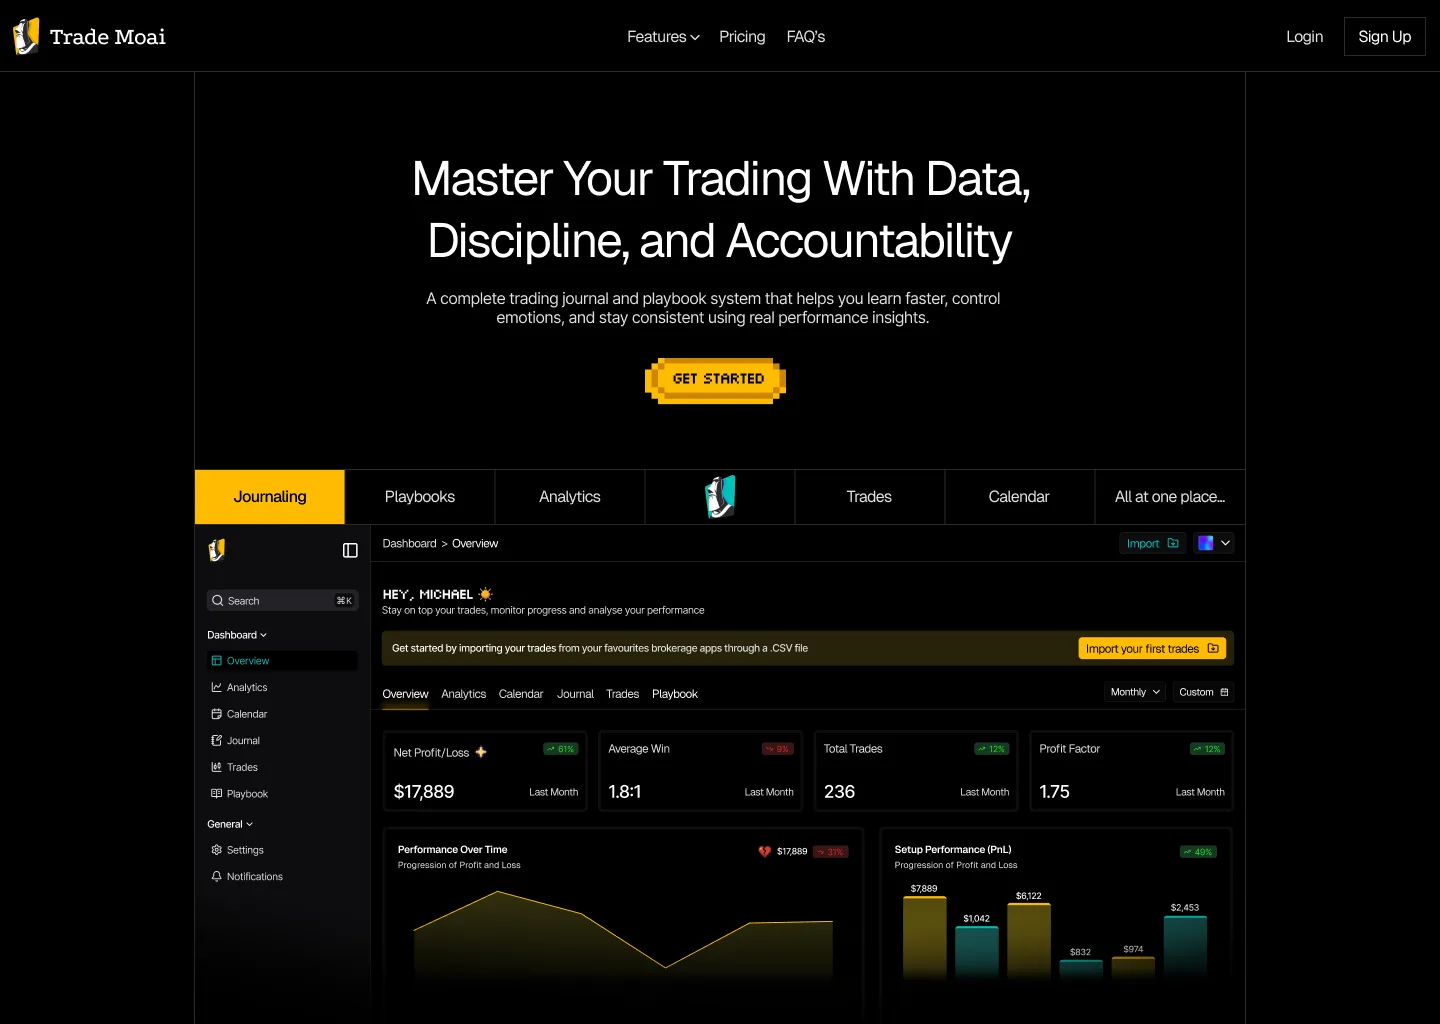 Trade Moai
Features
Pricing
FAQ's
Login
Sign Up
Master Your Trading With Data,
Discipline, and Accountability
A complete trading journal and playbook system that helps you learn faster, control
emotions, and stay consistent using real performance insights.
GET STARTED
Journaling
Playbooks
Analytics
Trades
Calendar
All at one place...
Search
⌘K
Dashboard
Overview
Analytics
Calendar
Journal
Trades
Playbook
General
Settings
Notifications
Dashboard > Overview
Import
HEY, MICHAEL
Stay on top your trades, monitor progress and analyse your performance
Get started by importing your trades from your favourites brokerage apps through a .CSV file
Import your first trades
Overview
Analytics
Calendar
Journal
Trades
Playbook
Monthly
Custom
Net Profit/Loss
61%
$17,889
Last Month
Average Win
9%
1.8:1
Last Month
Total Trades
12%
236
Last Month
Profit Factor
12%
1.75
Last Month
Performance Over Time
Progression of Profit and Loss
$17,889
31%
Setup Performance (PnL)
Progression of Profit and Loss
49%
$7,889
$1,042
$6,122
$832
$974
$2,453